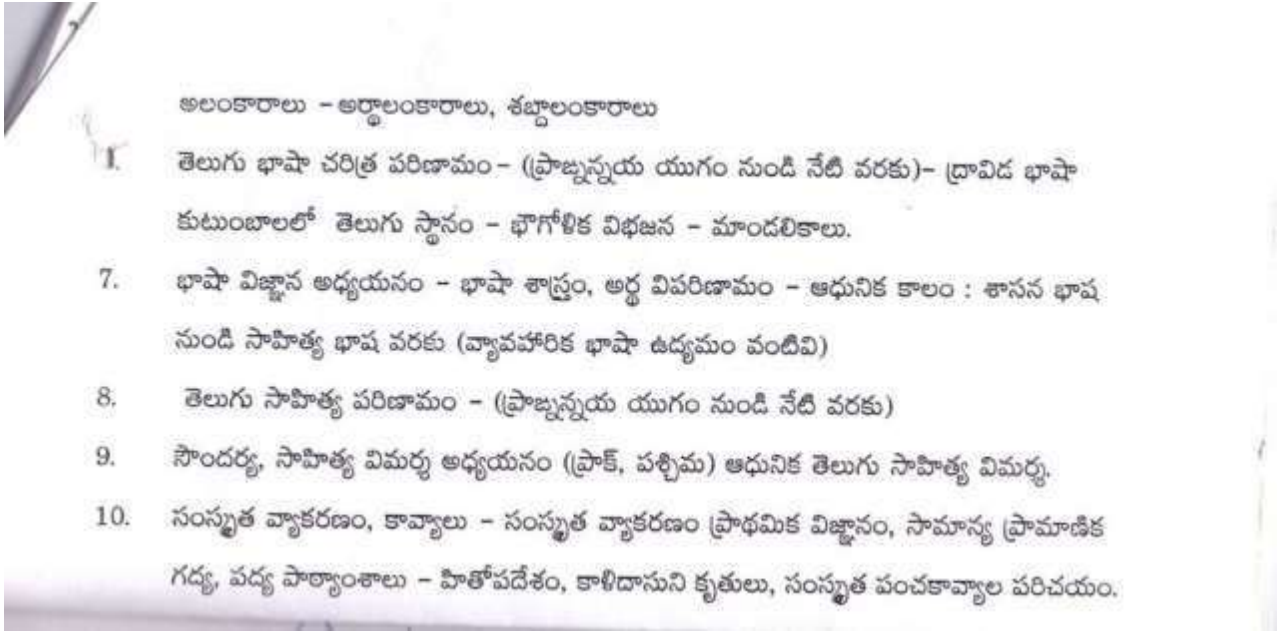 అలంకారాలు – అర్థాలంకారాలు, శబ్దాలంకారాలు
1. తెలుగు భాషా చరిత్ర పరిణామం – (ప్రాఙ్నన్నయ యుగం నుండి నేటి వరకు)– ద్రావిడ భాషా
కుటుంబాలలో తెలుగు స్థానం – భౌగోళిక విభజన – మాండలికాలు.
7. భాషా విజ్ఞాన అధ్యయనం – భాషా శాస్త్రం, అర్థ విపరిణామం – ఆధునిక కాలం : శాసన భాష
నుండి సాహిత్య భాష వరకు (వ్యావహారిక భాషా ఉద్యమం వంటివి)
8. తెలుగు సాహిత్య పరిణామం – (ప్రాఙ్నన్నయ యుగం నుండి నేటి వరకు)
9. సౌందర్య, సాహిత్య విమర్శ అధ్యయనం (ప్రాక్, పశ్చిమ) ఆధునిక తెలుగు సాహిత్య విమర్శ.
10. సంస్కృత వ్యాకరణం, కావ్యాలు – సంస్కృత వ్యాకరణం ప్రాథమిక విజ్ఞానం, సామాన్య ప్రామాణిక
గద్య, పద్య పాఠ్యాంశాలు – హితోపదేశం, కాళిదాసుని కృతులు, సంస్కృత పంచకావ్యాల పరిచయం.